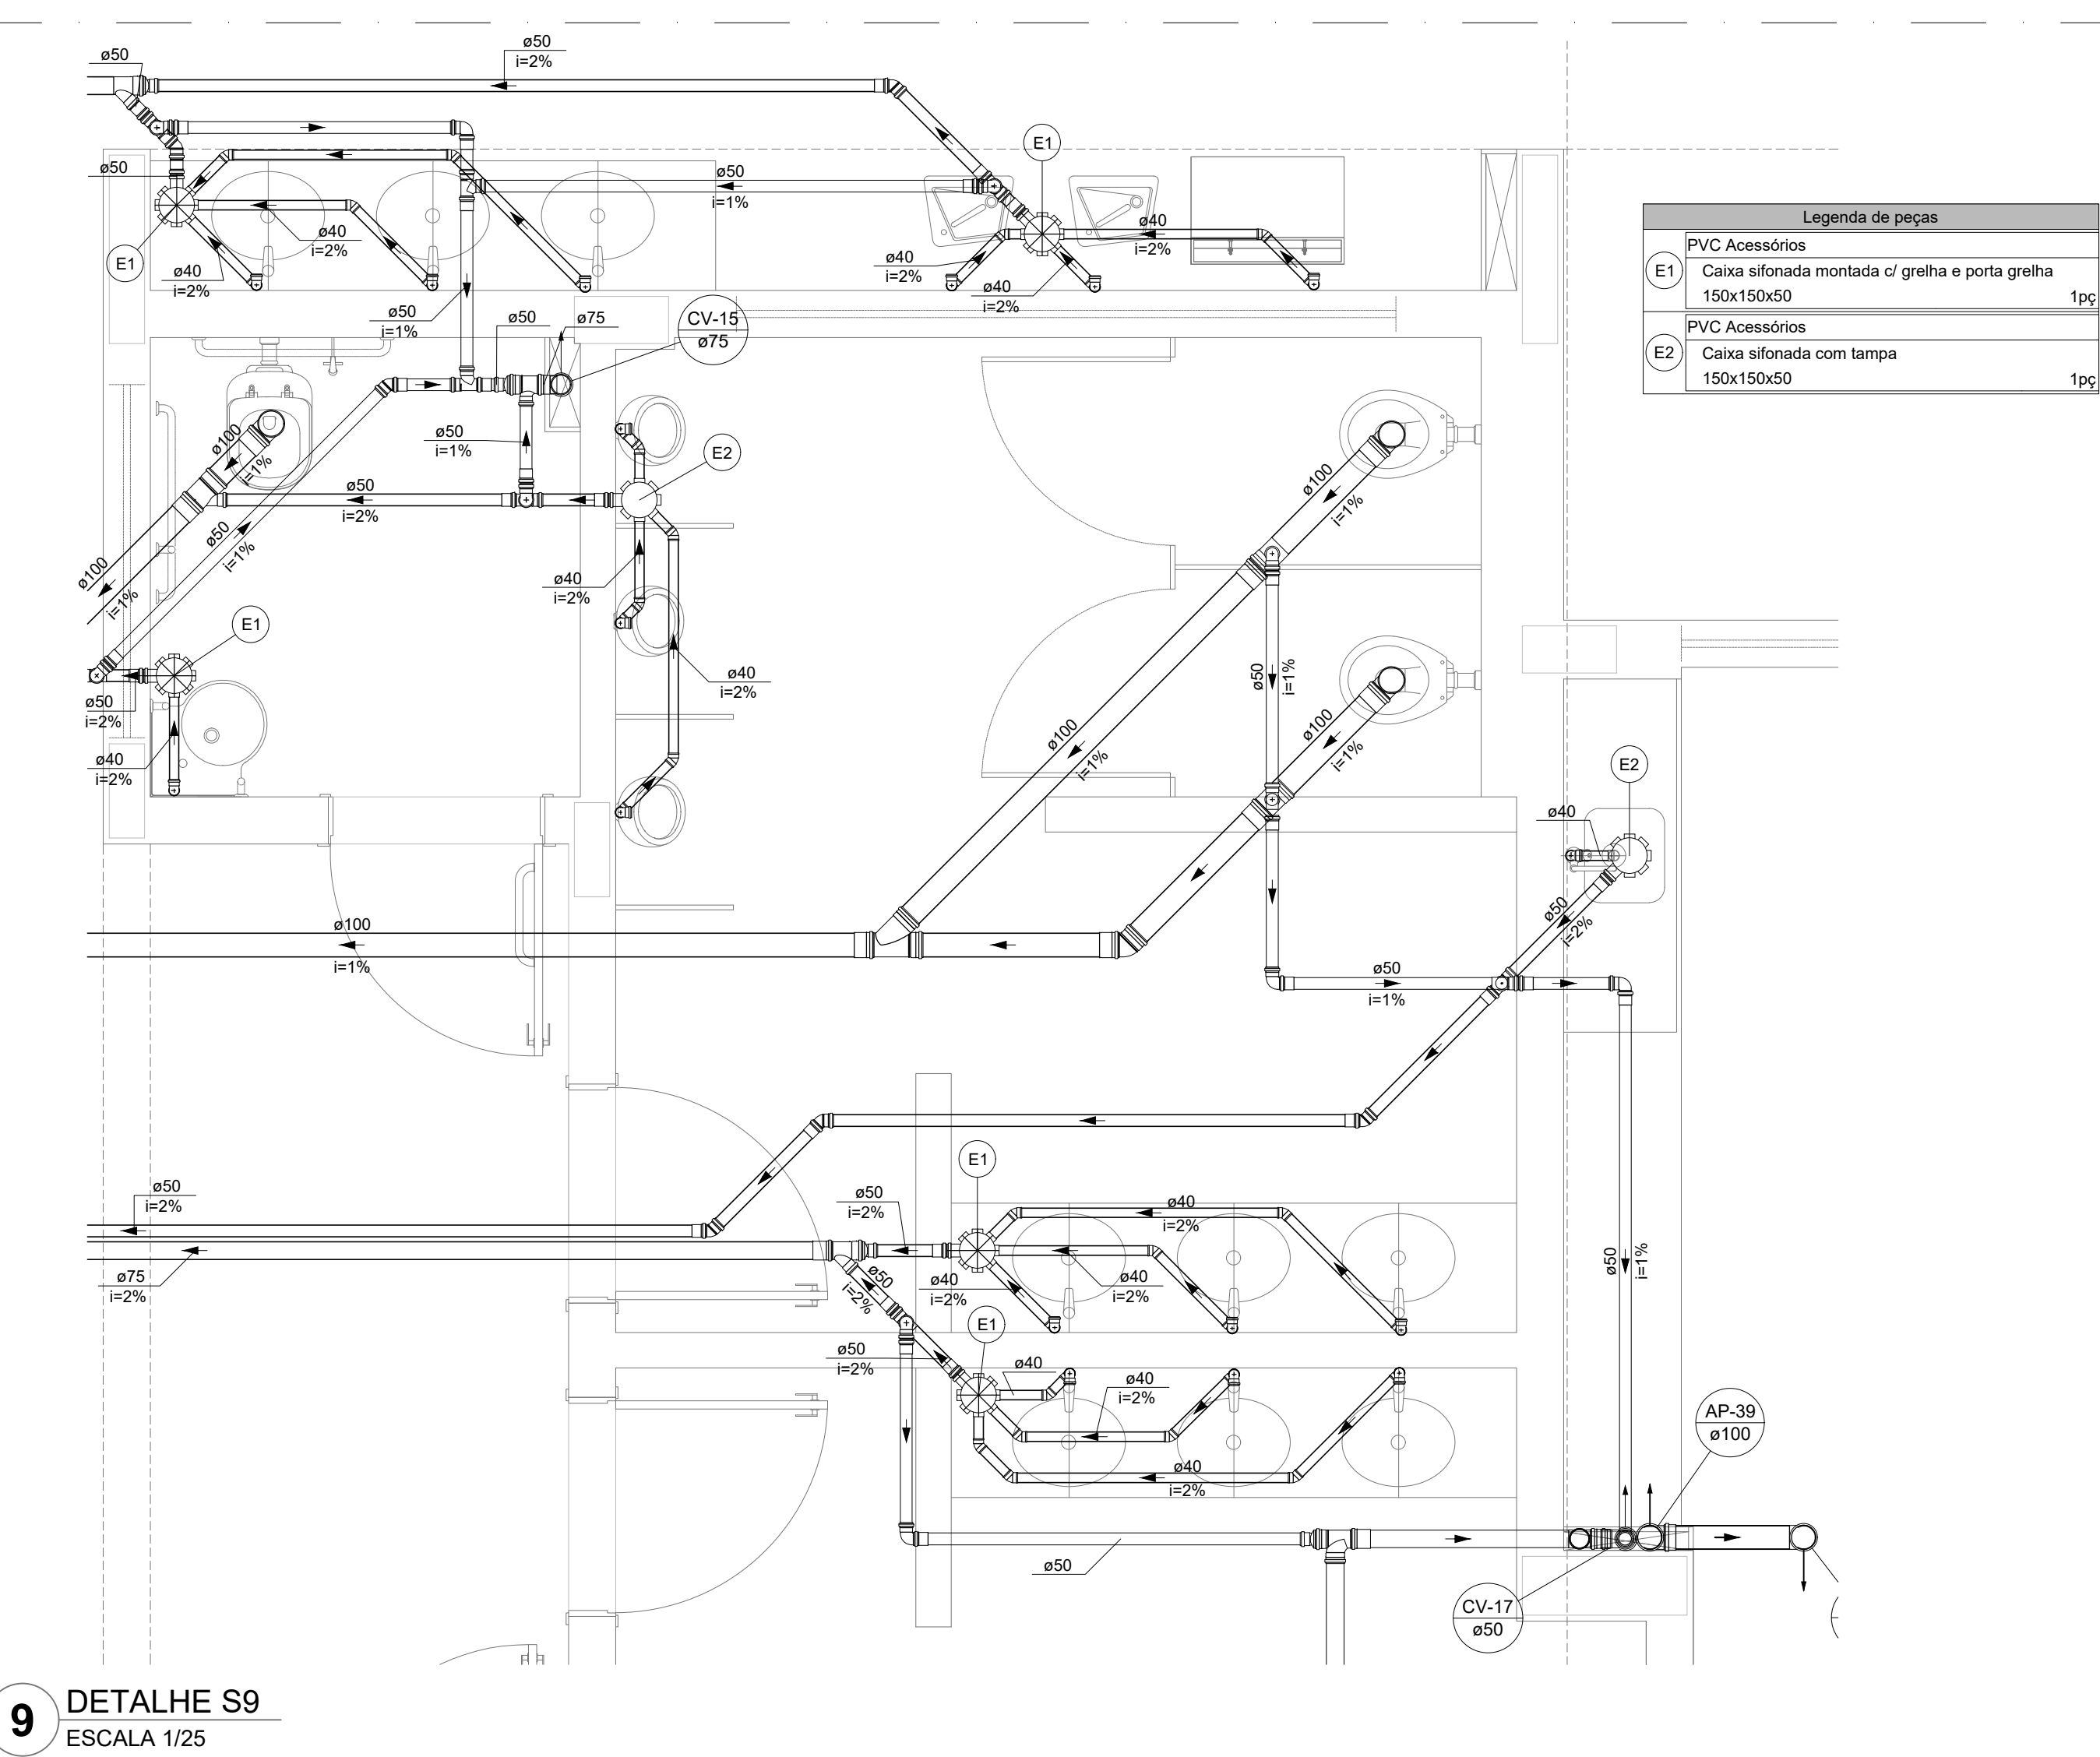 ø50
ø50
i=2%
ø50
E1
ø50
i=1%
ø40
i=2%
E1
ø40
i=2%
ø40
i=2%
ø40
i=2%
ø40
i=2%
Legenda de peças
E1
PVC Acessórios
Caixa sifonada montada c/ grelha e porta grelha
150x150x50
1pç
E2
PVC Acessórios
Caixa sifonada com tampa
150x150x50
1pç
ø50
i=1%
ø50
ø75
CV-15
ø75
ø100
i=1%
ø50
i=1%
E2
ø50
i=2%
ø50
i=1%
ø100
i=1%
ø40
i=2%
ø100
i=1%
E1
ø40
i=2%
ø50
i=2%
ø40
i=2%
ø50
i=1%
ø100
i=1%
ø100
i=1%
E2
ø40
ø50
i=2%
ø100
i=1%
ø50
i=1%
E1
ø50
i=2%
ø50
i=2%
ø40
i=2%
ø75
i=2%
ø50
i=2%
ø40
i=2%
ø40
i=2%
ø50
i=1%
E1
ø50
i=2%
ø40
ø40
i=2%
ø40
i=2%
AP-39
ø100
ø50
CV-17
ø50
9
DETALHE S9
ESCALA 1/25